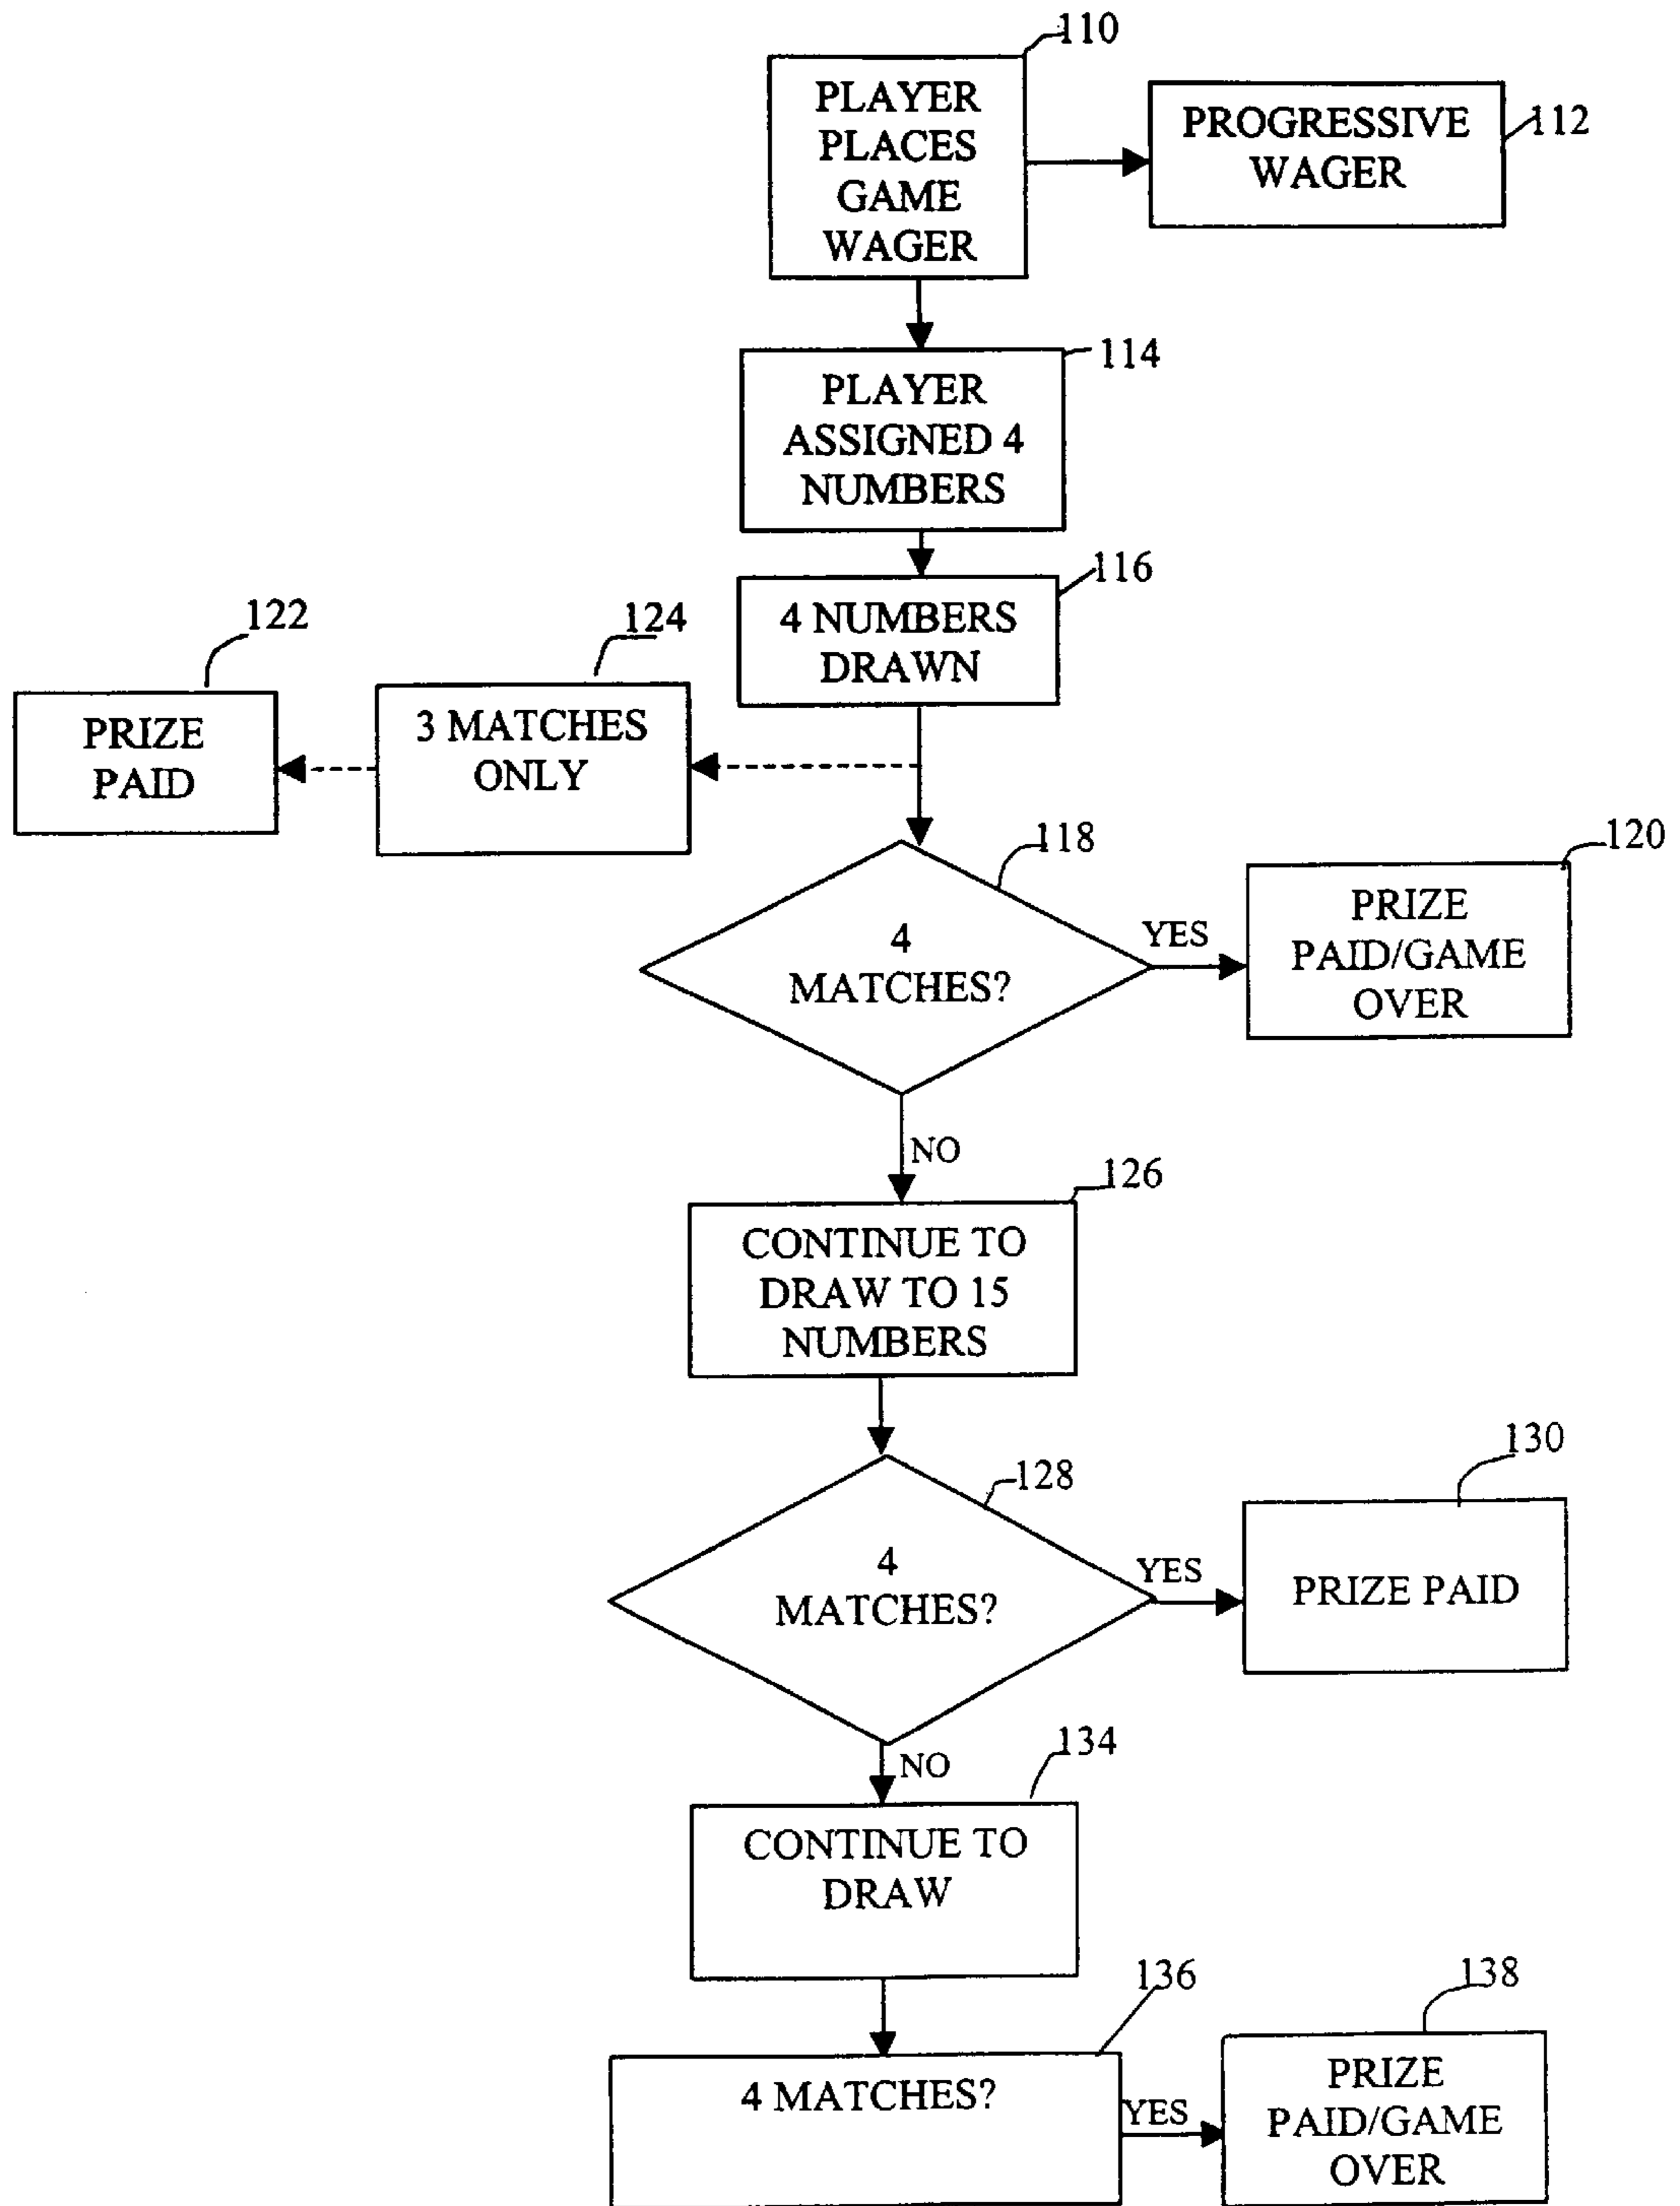 110
PLAYER
PLACES
GAME
WAGER
PROGRESSIVE
WAGER
112
114
PLAYER
ASSIGNED 4
NUMBERS
116
4 NUMBERS
DRAWN
122
PRIZE
PAID
124
3 MATCHES
ONLY
118
4
MATCHES?
YES
120
PRIZE
PAID/GAME
OVER
NO
126
CONTINUE TO
DRAW TO 15
NUMBERS
128
4
MATCHES?
YES
130
PRIZE PAID
NO
134
CONTINUE TO
DRAW
136
4 MATCHES?
YES
138
PRIZE
PAID/GAME
OVER